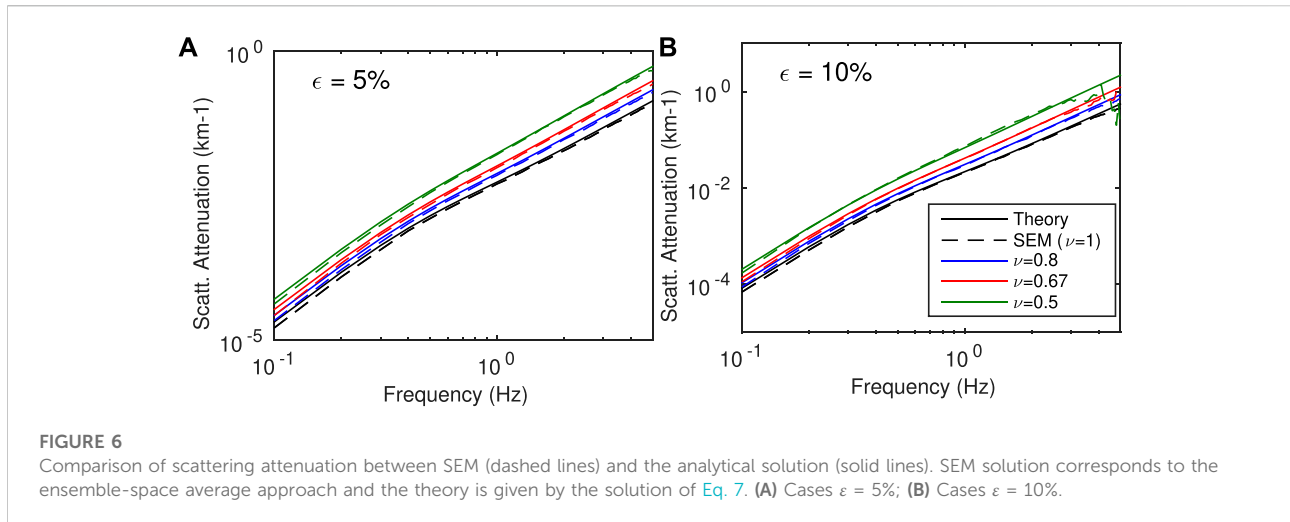 A
10^0
ϵ = 5%
Scatt. Attenuation (km-1)
10^-5
10^-1
10^0
Frequency (Hz)
B
ϵ = 10%
10^0
10^-2
10^-4
Scatt. Attenuation (km-1)
Theory
SEM (ν=1)
ν=0.8
ν=0.67
ν=0.5
10^-1
10^0
Frequency (Hz)
FIGURE 6
Comparison of scattering attenuation between SEM (dashed lines) and the analytical solution (solid lines). SEM solution corresponds to the
ensemble-space average approach and the theory is given by the solution of Eq. 7. (A) Cases ε = 5%; (B) Cases ε = 10%.